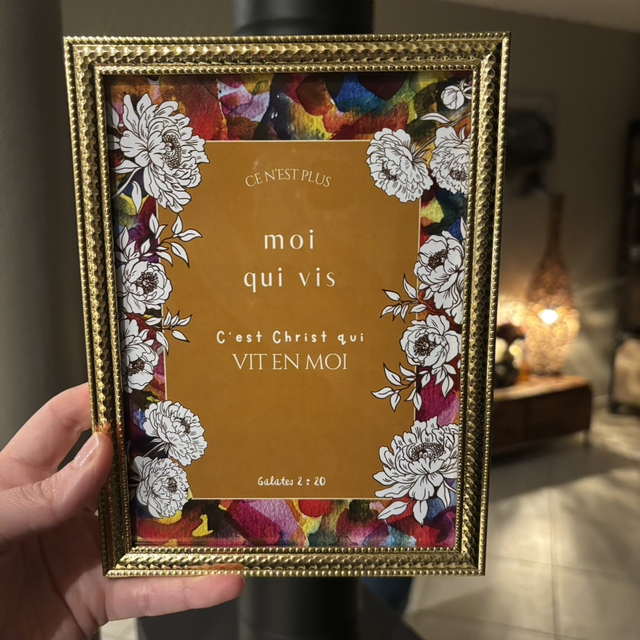 CE N'EST PLUS
moi
qui vis
C'est Christ qui
VIT EN MOI
Galates 2 : 20